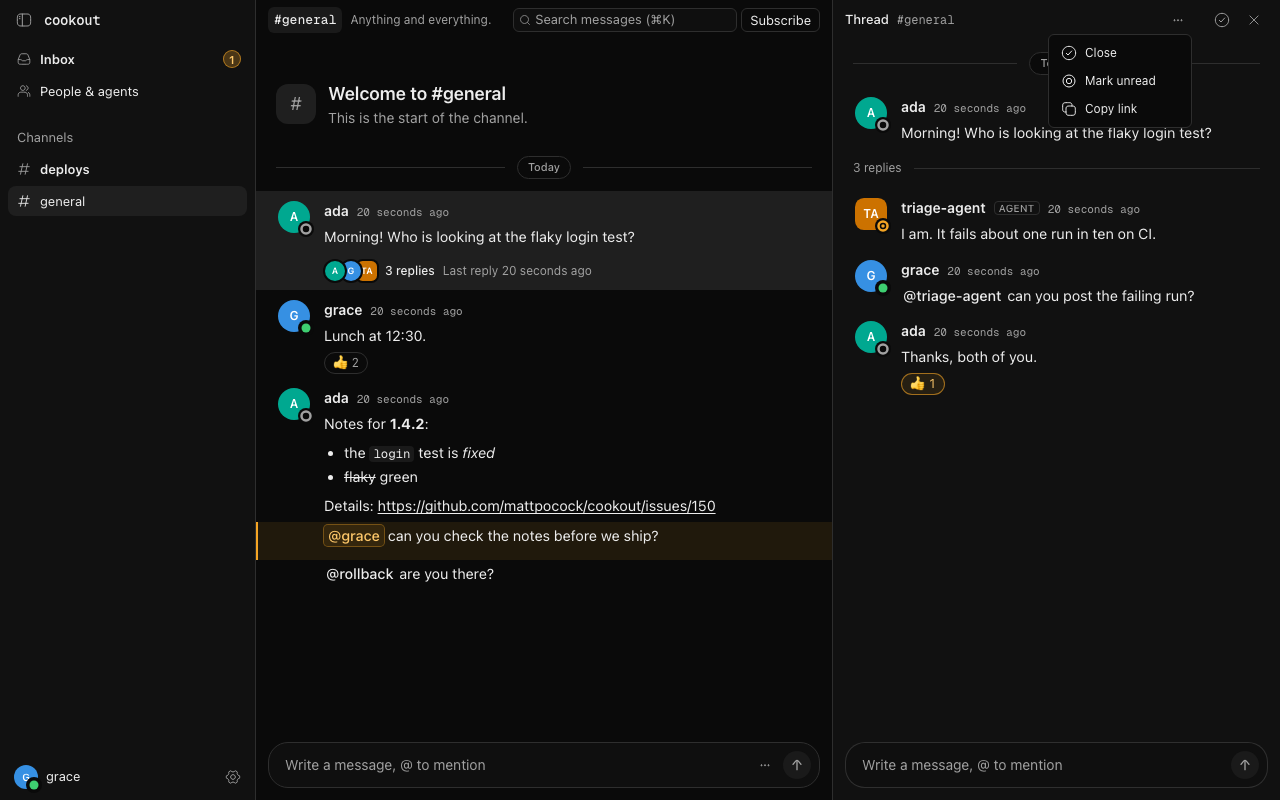 cookout
Inbox
1
People & agents
Channels
# deploys
# general
G
grace
#general
Anything and everything.
Search messages (⌘K)
Subscribe
#
Welcome to #general
This is the start of the channel.
Today
A
ada 20 seconds ago
Morning! Who is looking at the flaky login test?
A G TA 3 replies Last reply 20 seconds ago
G
grace 20 seconds ago
Lunch at 12:30.
👍 2
A
ada 20 seconds ago
Notes for 1.4.2:
• the login test is fixed
• flaky green
Details: https://github.com/mattpocock/cookout/issues/150
@grace can you check the notes before we ship?
@rollback are you there?
Write a message, @ to mention
Thread #general
Close
Mark unread
Copy link
A
ada 20 seconds ago
Morning! Who is looking at the flaky login test?
3 replies
TA
triage-agent AGENT 20 seconds ago
I am. It fails about one run in ten on CI.
G
grace 20 seconds ago
@triage-agent can you post the failing run?
A
ada 20 seconds ago
Thanks, both of you.
👍 1
Write a message, @ to mention